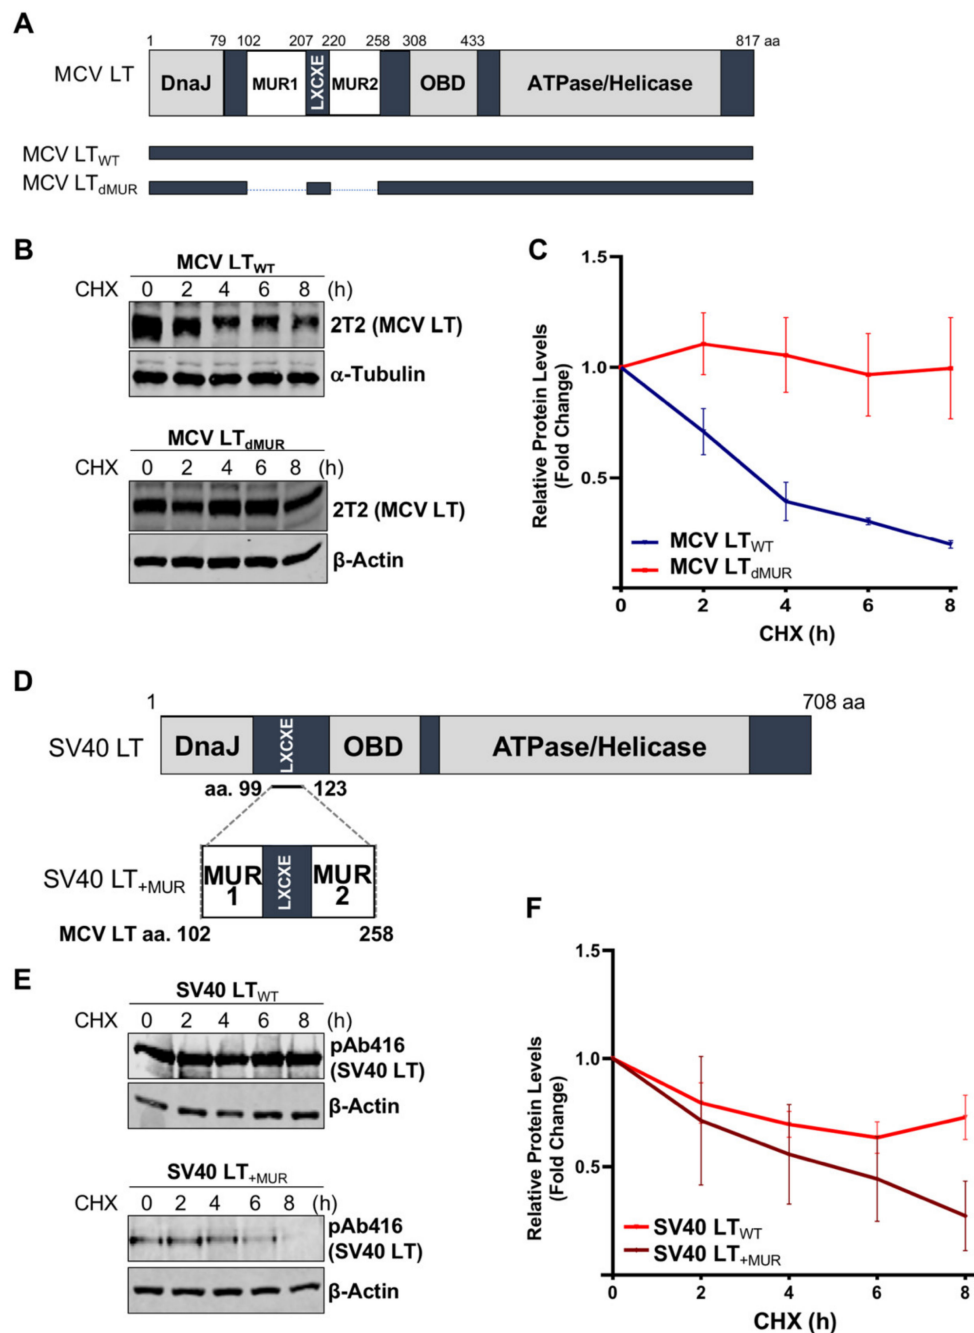 A
1 79 102 207 220 258 308 433 817 aa
MCV LT
DnaJ MUR1 LXCXE MUR2 OBD ATPase/Helicase
MCV LTWT
MCV LTdMUR
B
MCV LTWT
CHX 0 2 4 6 8 (h)
2T2 (MCV LT)
α-Tubulin
MCV LTdMUR
CHX 0 2 4 6 8 (h)
2T2 (MCV LT)
β-Actin
C
Relative Protein Levels
(Fold Change)
1.5
1.0
0.5
MCV LTWT
MCV LTdMUR
0 2 4 6 8
CHX (h)
D
1 708 aa
SV40 LT
DnaJ LXCXE OBD ATPase/Helicase
aa. 99 123
SV40 LT+MUR
MUR 1 LXCXE MUR 2
MCV LT aa. 102 258
E
SV40 LTWT
CHX 0 2 4 6 8 (h)
pAb416
(SV40 LT)
β-Actin
SV40 LT+MUR
CHX 0 2 4 6 8 (h)
pAb416
(SV40 LT)
β-Actin
F
Relative Protein Levels
(Fold Change)
1.5
1.0
0.5
SV40 LTWT
SV40 LT+MUR
0 2 4 6 8
CHX (h)